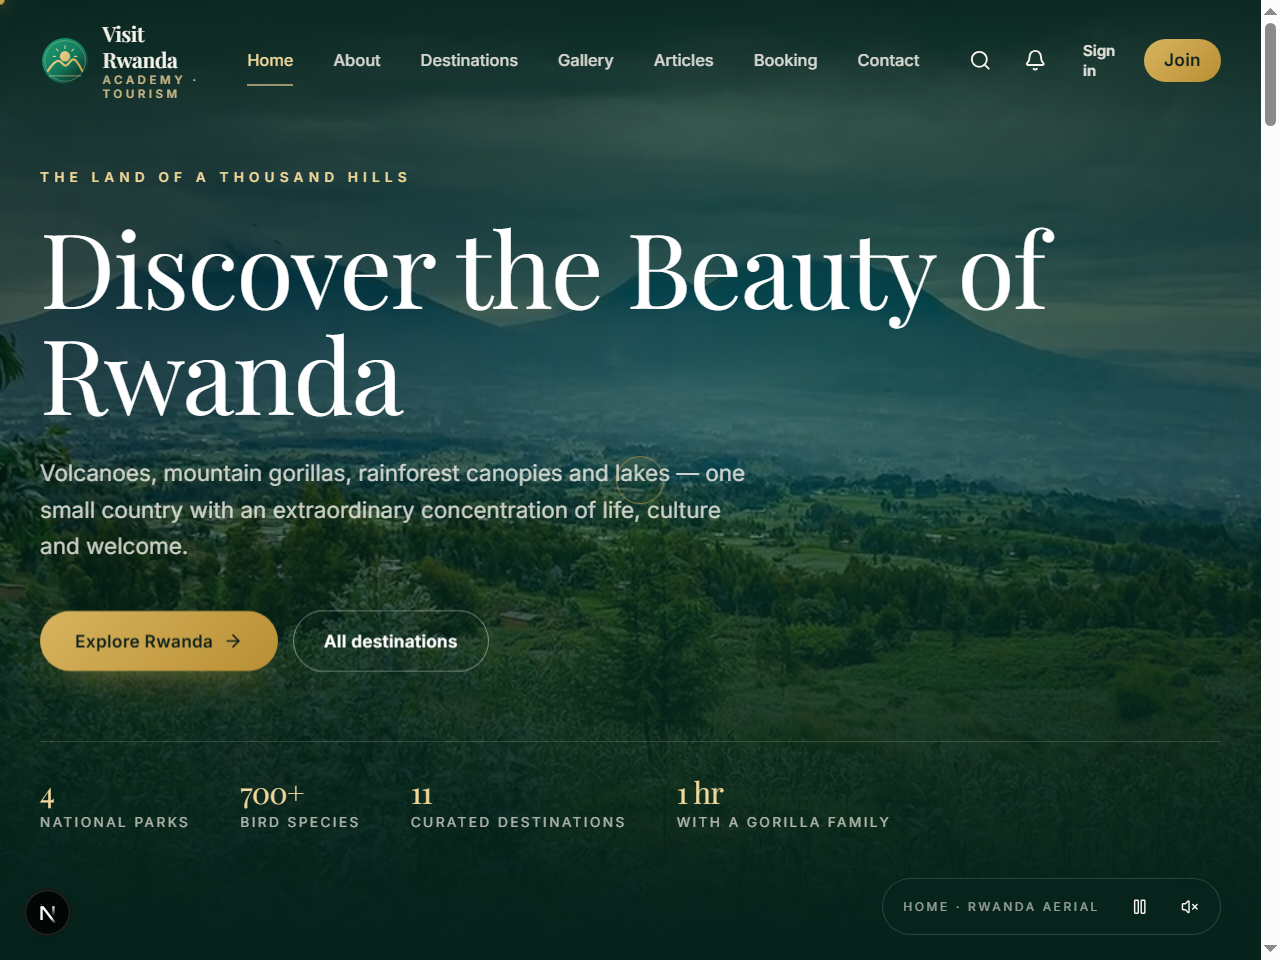 Visit
Rwanda
ACADEMY ·
TOURISM
Home
About
Destinations
Gallery
Articles
Booking
Contact
Sign
in
Join
THE LAND OF A THOUSAND HILLS
Discover the Beauty of
Rwanda
Volcanoes, mountain gorillas, rainforest canopies and lakes — one
small country with an extraordinary concentration of life, culture
and welcome.
Explore Rwanda
All destinations
4
NATIONAL PARKS
700+
BIRD SPECIES
11
CURATED DESTINATIONS
1 hr
WITH A GORILLA FAMILY
N
HOME · RWANDA AERIAL